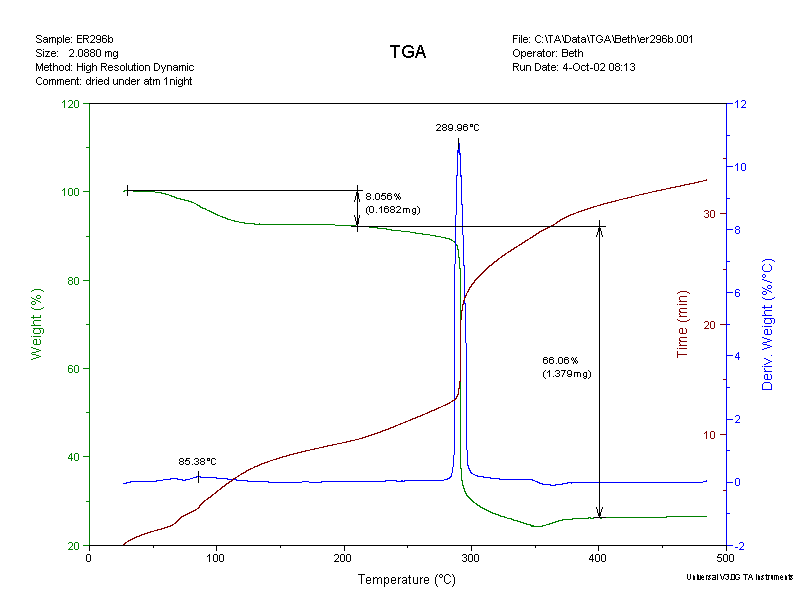 Sample: ER296b
Size: 2.0880 mg
Method: High Resolution Dynamic
Comment: dried under atm 1night
TGA
File: C:\TA\Data\TGA\Beth\er296b.001
Operator: Beth
Run Date: 4-Oct-02 08:13
120
100
80
60
40
20
Weight (%)
289.96°C
8.056%
(0.1682mg)
66.06%
(1.379mg)
85.38°C
30
20
10
Time (min)
12
10
8
6
4
2
0
-2
Deriv. Weight (%/°C)
0
100
200
300
400
500
Temperature (°C)
Universal V3.0G TA Instruments